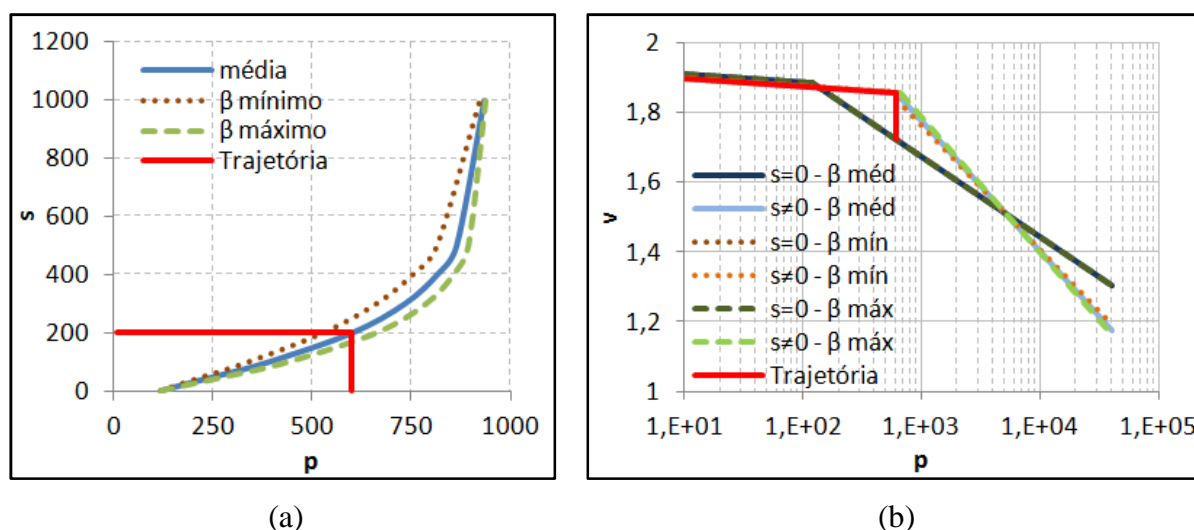 1200
1000
800
600
400
200
0
s
média
β mínimo
β máximo
Trajetória
0 250 500 750 1000
p
(a)
2
1,8
1,6
1,4
1,2
1
v
s=0 - β méd
s≠0 - β méd
s=0 - β mín
s≠0 - β mín
s=0 - β máx
s≠0 - β máx
Trajetória
1,E+01 1,E+02 1,E+03 1,E+04 1,E+05
p
(b)